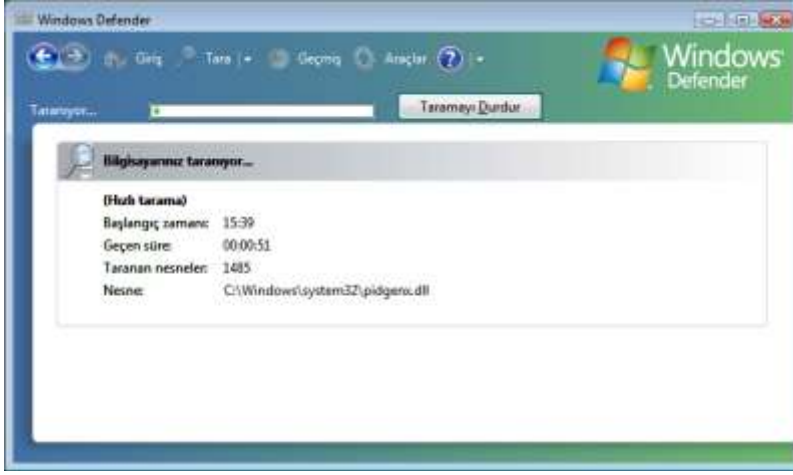 Windows Defender
Giriş Tara Geçmiş Araçlar
Windows
Defender
Taranıyor... Taramayı Durdur
Bilgisayarınız taranıyor...
(Hızlı tarama)
Başlangıç zamanı: 15:39
Geçen süre: 00:00:51
Taranan nesneler: 1485
Nesne: C:\Windows\system32\pidgenx.dll